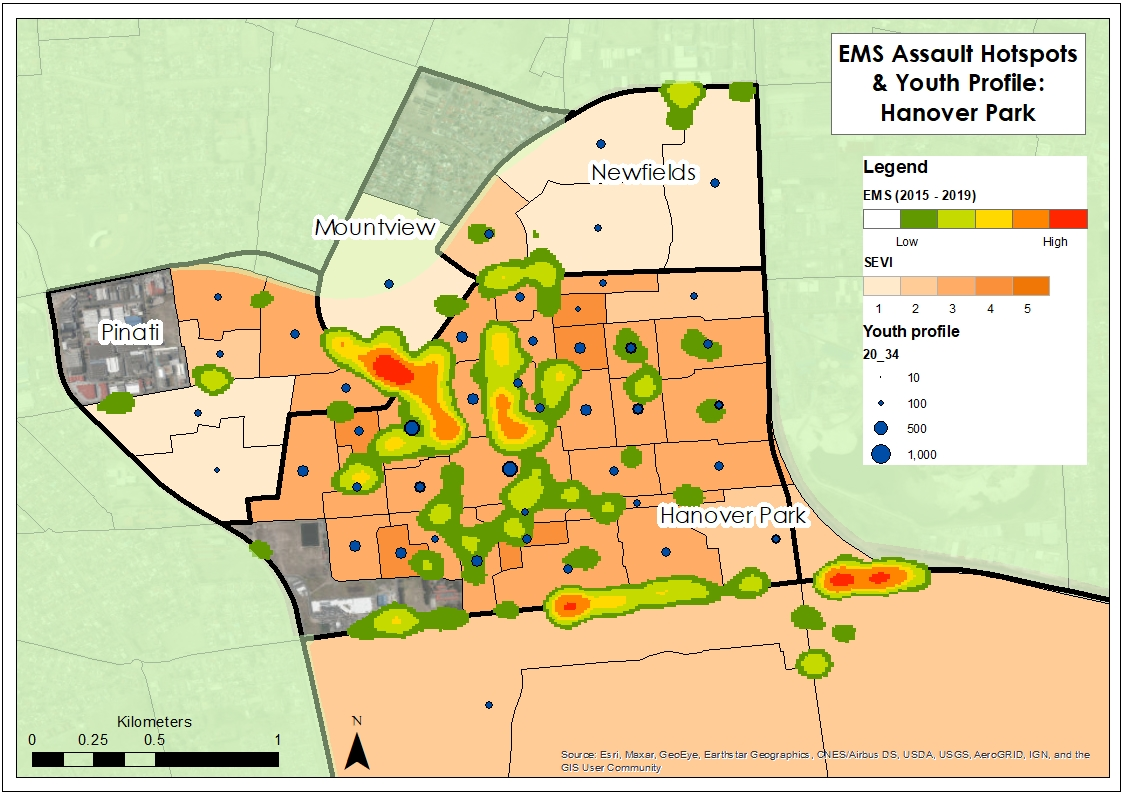 EMS Assault Hotspots
& Youth Profile:
Hanover Park
Legend
EMS (2015 - 2019)
Low High
SEVI
1 2 3 4 5
Youth profile
20_34
10
100
500
1,000
Newfields
Mountview
Pinati
Hanover Park
Kilometers
0 0.25 0.5 1
N
Source: Esri, Maxar, GeoEye, Earthstar Geographics, CNES/Airbus DS, USDA, USGS, AeroGRID, IGN, and the
GIS User Community